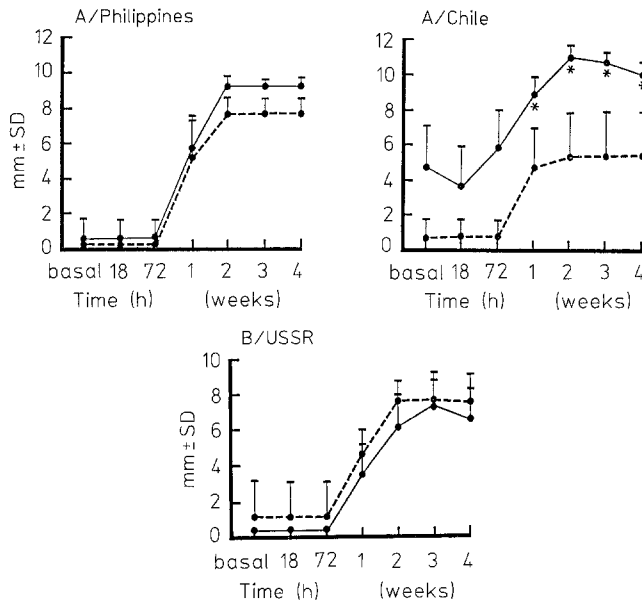 A/Philippines
12
10
8
6
4
2
0
mm±SD
basal 18 72 1 2 3 4
Time (h) (weeks)
A/Chile
12
10
8
6
4
2
0
* * * *
basal 18 72 1 2 3 4
Time (h) (weeks)
B/USSR
10
8
6
4
2
0
mm±SD
basal 18 72 1 2 3 4
Time (h) (weeks)